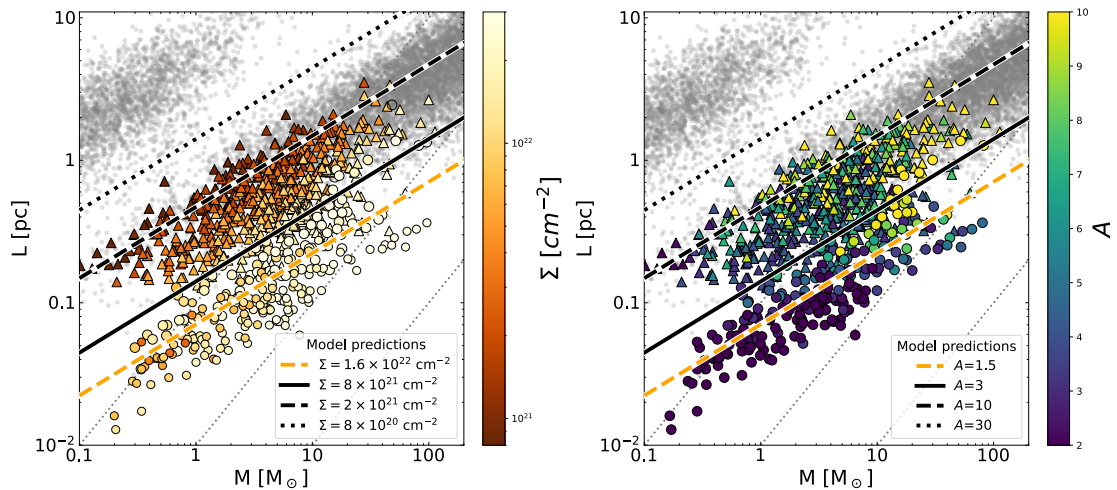 10
1
0.1
10⁻²
L [pc]
0.1
1
10
100
M [M⊙]
Model predictions
Σ = 1.6 × 10²² cm⁻²
Σ = 8 × 10²¹ cm⁻²
Σ = 2 × 10²¹ cm⁻²
Σ = 8 × 10²⁰ cm⁻²
10²²
10²¹
Σ [cm⁻²]
10
1
0.1
10⁻²
L [pc]
0.1
1
10
100
M [M⊙]
Model predictions
A=1.5
A=3
A=10
A=30
10
9
8
7
6
5
4
3
2
A